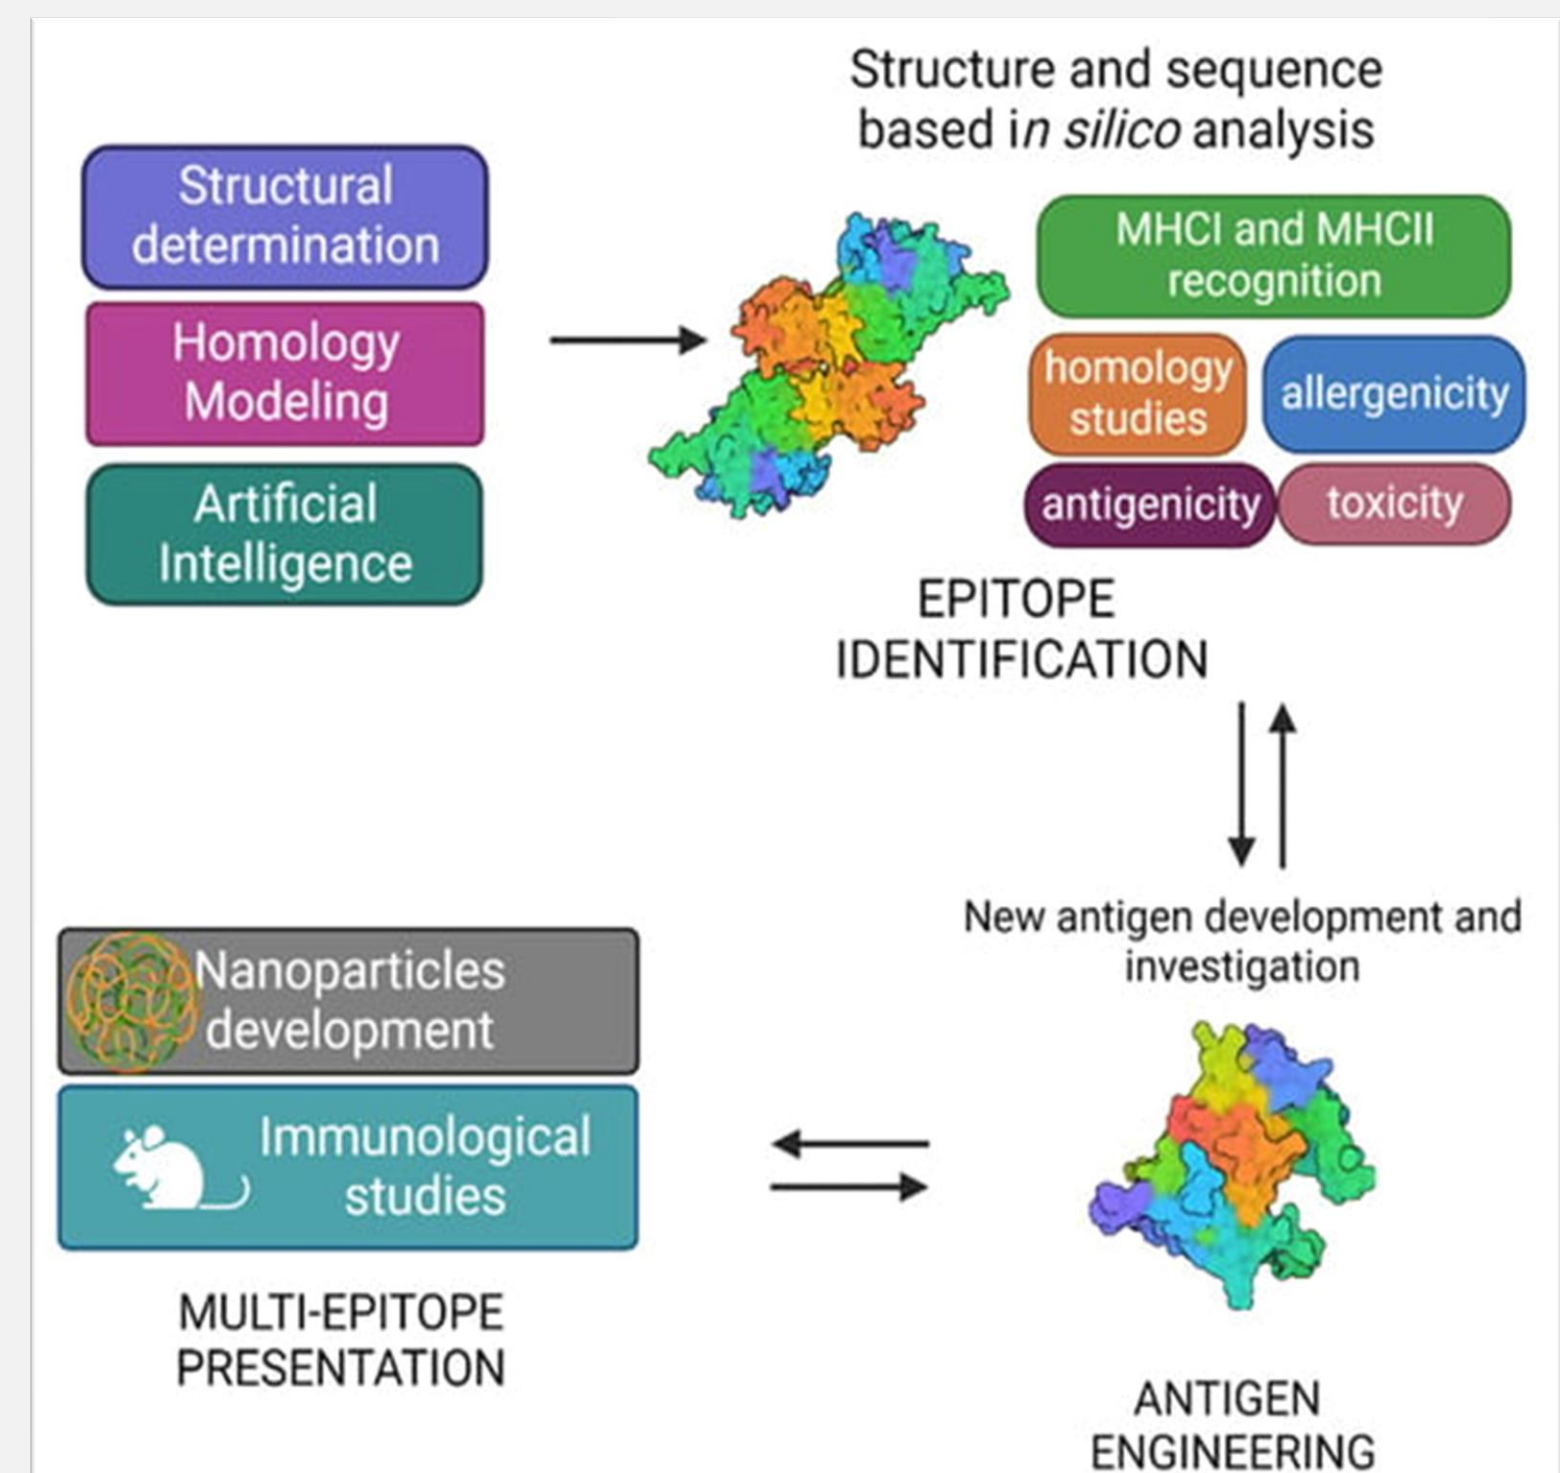 Structure and sequence
based in silico analysis
Structural
determination
Homology
Modeling
Artificial
Intelligence
MHCI and MHCII
recognition
homology
studies
allergenicity
antigenicity
toxicity
EPITOPE
IDENTIFICATION
New antigen development and
investigation
Nanoparticles
development
Immunological
studies
MULTI-EPITOPE
PRESENTATION
ANTIGEN
ENGINEERING